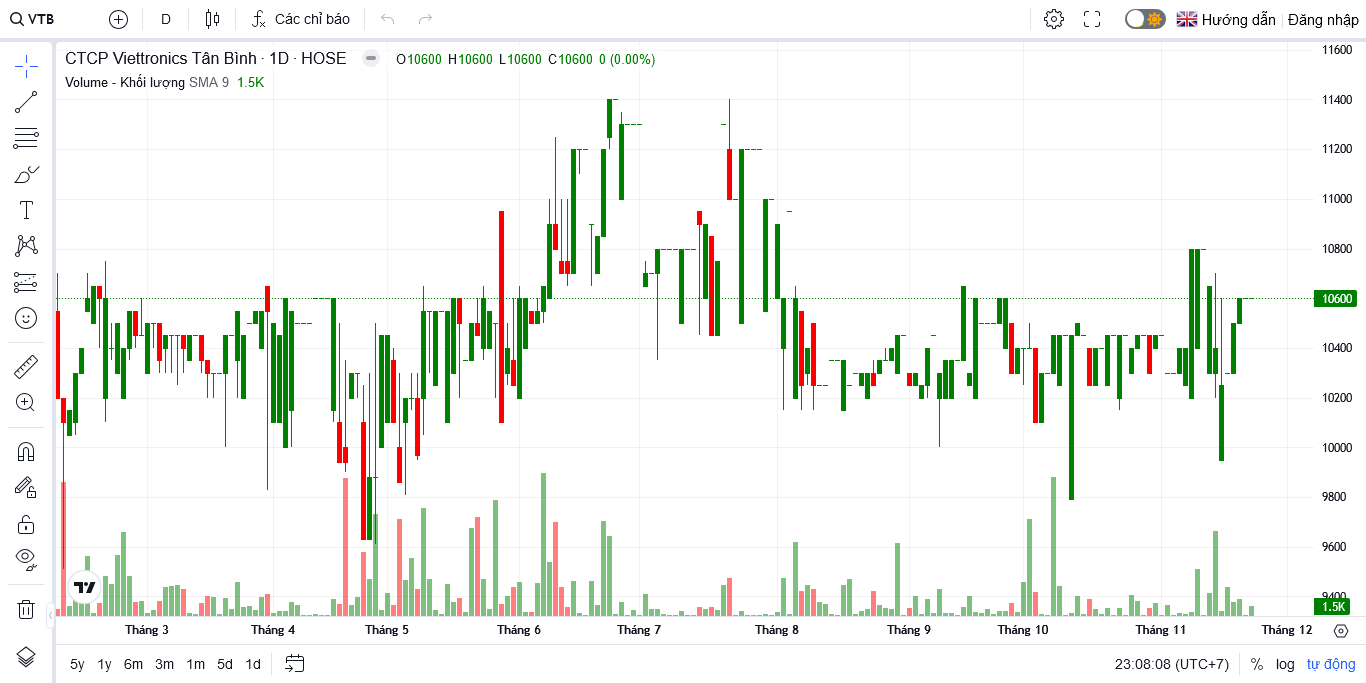 VTB D Các chỉ báo Hướng dẫn Đăng nhập
CTCP Viettronics Tân Bình · 1D · HOSE O10600 H10600 L10600 C10600 0 (0.00%)
Volume - Khối lượng SMA 9 1.5K
11600
11400
11200
11000
10800
10600
10400
10200
10000
9800
9600
9400
1.5K
Tháng 3 Tháng 4 Tháng 5 Tháng 6 Tháng 7 Tháng 8 Tháng 9 Tháng 10 Tháng 11 Tháng 12
5y 1y 6m 3m 1m 5d 1d 23:08:08 (UTC+7) % log tự động